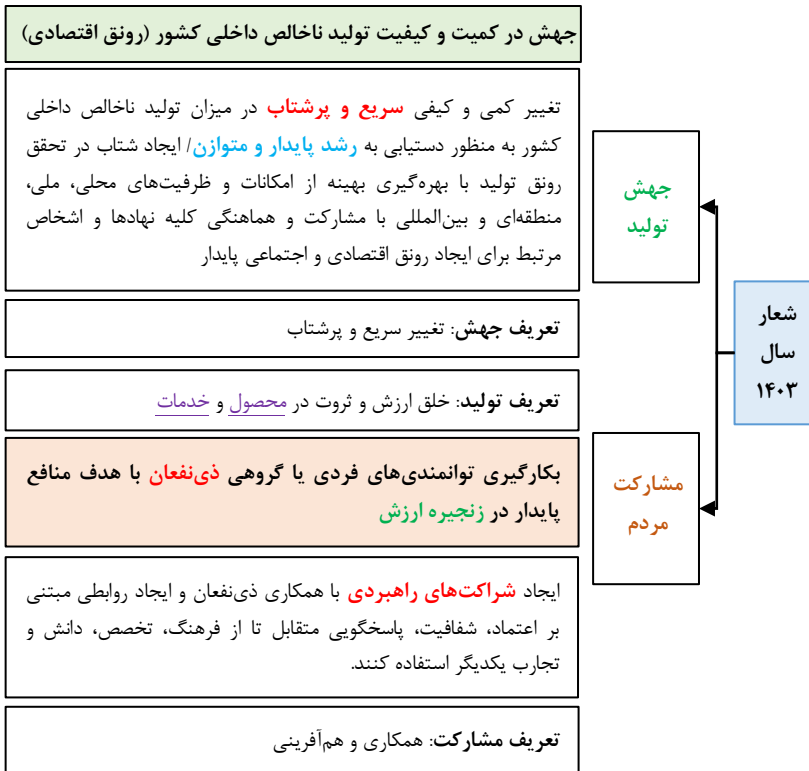 شعار
سال
۱۴۰۳
جهش
تولید
جهش در کمیت و کیفیت تولید ناخالص داخلی کشور (رونق اقتصادی)
تغییر کمی و کیفی سریع و پرشتاب در میزان تولید ناخالص داخلی
کشور به منظور دستیابی به رشد پایدار و متوازن/ ایجاد شتاب در تحقق
رونق تولید با بهره‌گیری بهینه از امکانات و ظرفیت‌های محلی، ملی،
منطقه‌ای و بین‌المللی با مشارکت و هماهنگی کلیه نهادها و اشخاص
مرتبط برای ایجاد رونق اقتصادی و اجتماعی پایدار
تعریف جهش: تغییر سریع و پرشتاب
تعریف تولید: خلق ارزش و ثروت در محصول و خدمات
مشارکت
مردم
بکارگیری توانمندی‌های فردی یا گروهی ذی‌نفعان با هدف منافع
پایدار در زنجیره ارزش
ایجاد شراکت‌های راهبردی با همکاری ذی‌نفعان و ایجاد روابطی مبتنی
بر اعتماد، شفافیت، پاسخگویی متقابل تا از فرهنگ، تخصص، دانش و
تجارب یکدیگر استفاده کنند.
تعریف مشارکت: همکاری و هم‌آفرینی